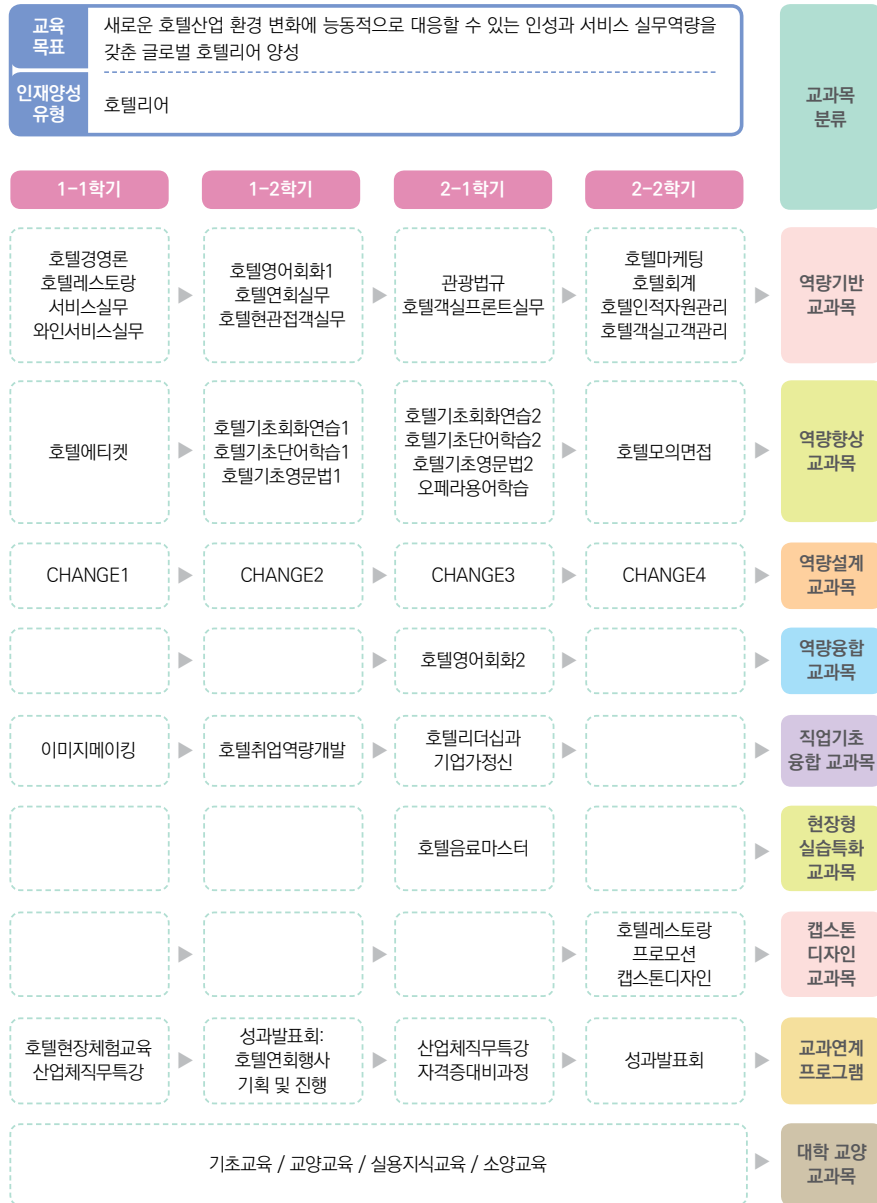 교육
목표
새로운 호텔산업 환경 변화에 능동적으로 대응할 수 있는 인성과 서비스 실무역량을
갖춘 글로벌 호텔리어 양성
인재양성
유형
호텔리어
교과목
분류
1-1학기
1-2학기
2-1학기
2-2학기
호텔경영론
호텔레스토랑
서비스실무
와인서비스실무
호텔영어회화1
호텔연회실무
호텔현관접객실무
관광법규
호텔객실프론트실무
호텔마케팅
호텔회계
호텔인적자원관리
호텔객실고객관리
역량기반
교과목
호텔에티켓
호텔기초회화연습1
호텔기초단어학습1
호텔기초영문법1
호텔기초회화연습2
호텔기초단어학습2
호텔기초영문법2
오페라용어학습
호텔모의면접
역량향상
교과목
CHANGE1
CHANGE2
CHANGE3
CHANGE4
역량설계
교과목
호텔영어회화2
역량융합
교과목
이미지메이킹
호텔취업역량개발
호텔리더십과
기업가정신
직업기초
융합 교과목
호텔음료마스터
현장형
실습특화
교과목
호텔레스토랑
프로모션
캡스톤디자인
캡스톤
디자인
교과목
호텔현장체험교육
산업체직무특강
성과발표회:
호텔연회행사
기획 및 진행
산업체직무특강
자격증대비과정
성과발표회
교과연계
프로그램
기초교육 / 교양교육 / 실용지식교육 / 소양교육
대학 교양
교과목